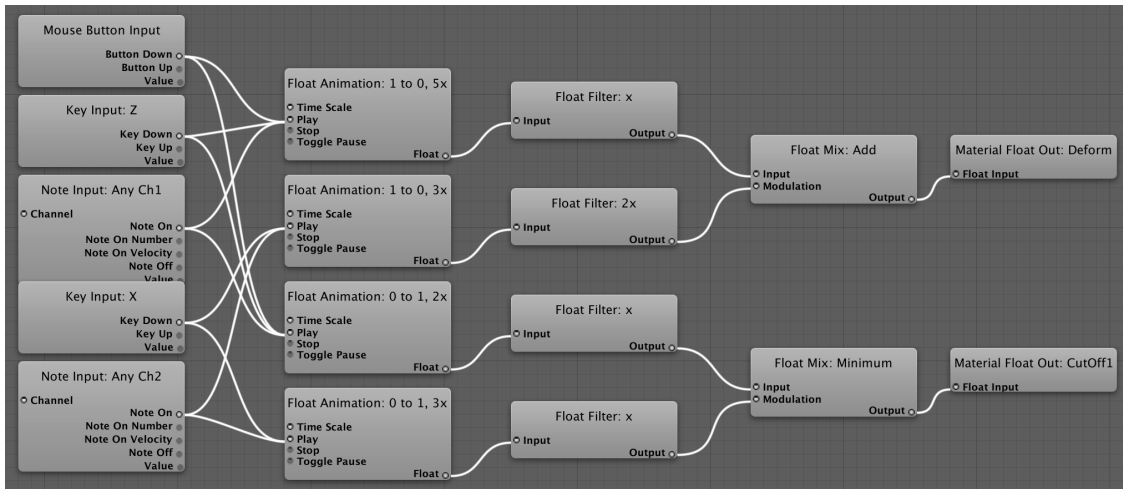 Mouse Button Input
Button Down
Button Up
Value
Key Input: Z
Key Down
Key Up
Value
Note Input: Any Ch1
Channel
Note On
Note On Number
Note On Velocity
Note Off
Value
Key Input: X
Key Down
Key Up
Value
Note Input: Any Ch2
Channel
Note On
Note On Number
Note On Velocity
Note Off
Value
Float Animation: 1 to 0, 5x
Time Scale
Play
Stop
Toggle Pause
Float
Float Animation: 1 to 0, 3x
Time Scale
Play
Stop
Toggle Pause
Float
Float Animation: 0 to 1, 2x
Time Scale
Play
Stop
Toggle Pause
Float
Float Animation: 0 to 1, 3x
Time Scale
Play
Stop
Toggle Pause
Float
Float Filter: x
Input
Output
Float Filter: 2x
Input
Output
Float Filter: x
Input
Output
Float Filter: x
Input
Output
Float Mix: Add
Input
Modulation
Output
Float Mix: Minimum
Input
Modulation
Output
Material Float Out: Deform
Float Input
Material Float Out: CutOff1
Float Input